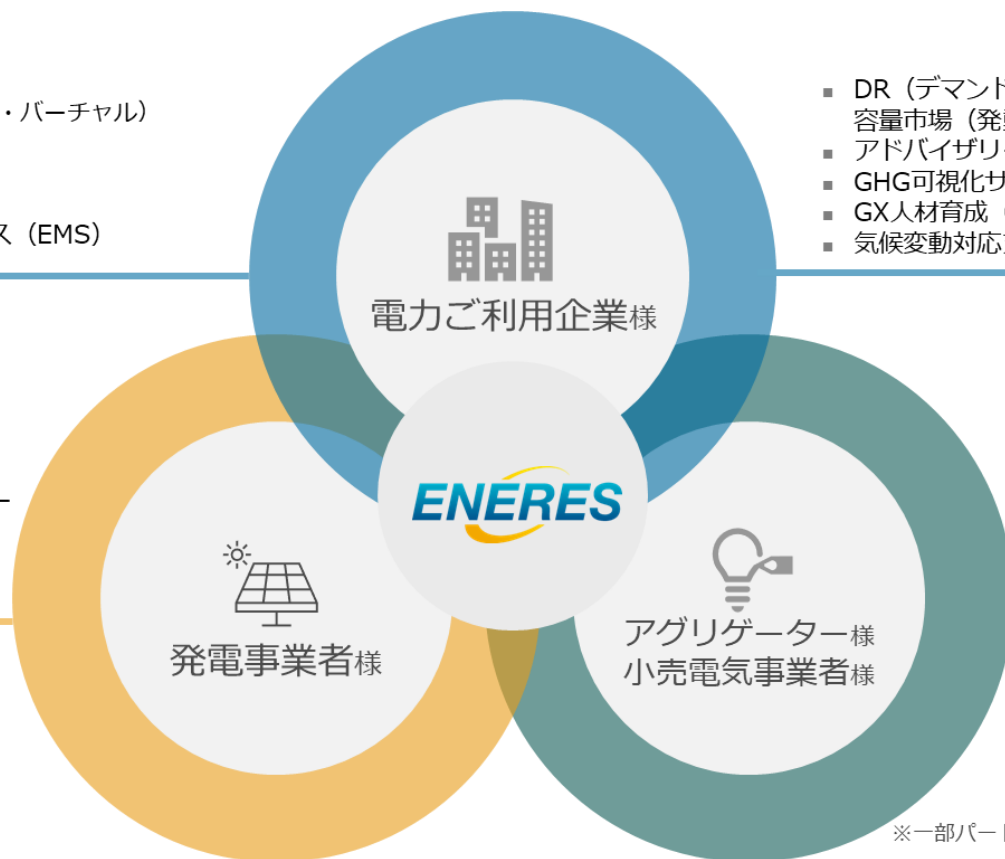 ・バーチャル）
ス（EMS）
DR（デマンド
容量市場（発
アドバイザリ
GHG可視化サ
GX人材育成
気候変動対応
電力ご利用企業様
ENERES
発電事業者様
アグリゲーター様
小売電気事業者様
※一部パート